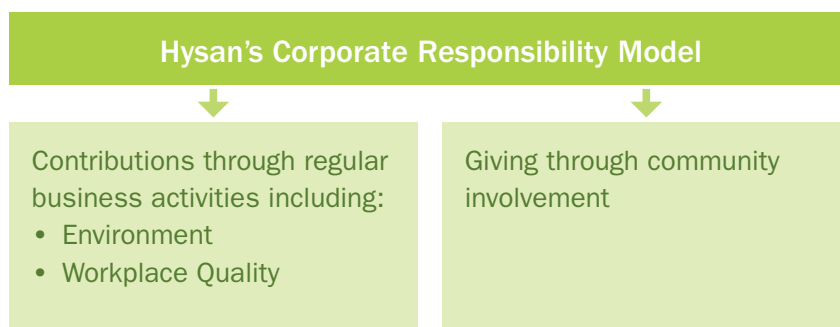 Hysan’s Corporate Responsibility Model
Contributions through regular
business activities including:
• Environment
• Workplace Quality
Giving through community
involvement